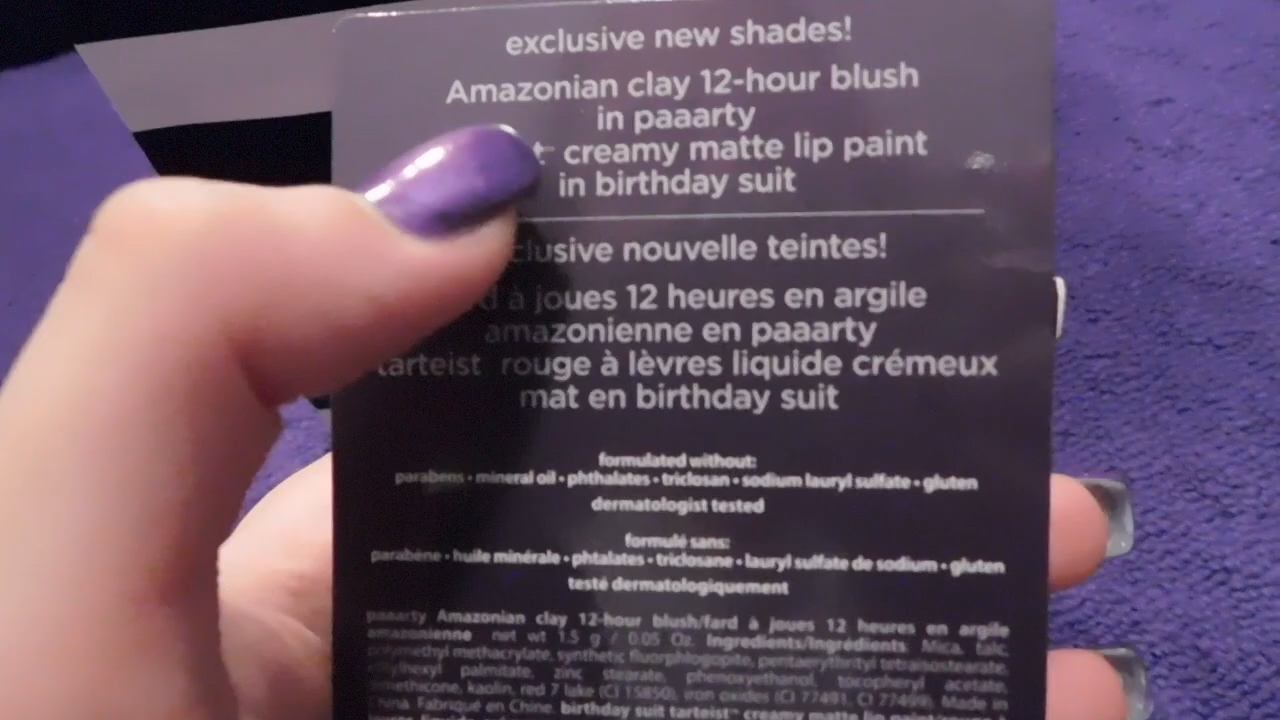 exclusive new shades!
Amazonian clay 12-hour blush
in paaarty
t™ creamy matte lip paint
in birthday suit
clusive nouvelle teintes!
d à joues 12 heures en argile
amazonienne en paaarty
tarteist rouge à lèvres liquide crémeux
mat en birthday suit
formulated without:
parabens • mineral oil • phthalates • triclosan • sodium lauryl sulfate • gluten
dermatologist tested
formulé sans:
parabène • huile minérale • phtalates • triclosane • lauryl sulfate de sodium • gluten
testé dermatologiquement
paaarty Amazonian clay 12-hour blush/fard à joues 12 heures en argile
amazonienne net wt 1.5 g / 0.05 Oz. Ingredients/Ingrédients: Mica, talc,
polymethyl methacrylate, synthetic fluorphlogopite, pentaerythrityl tetraisostearate,
ethylhexyl palmitate, zinc stearate, phenoxyethanol, tocopheryl acetate,
dimethicone, kaolin, red 7 lake (CI 15850), iron oxides (CI 77491, CI 77499). Made in
China. Fabriqué en Chine. birthday suit tarteist™ creamy matte lip paint/rouge à